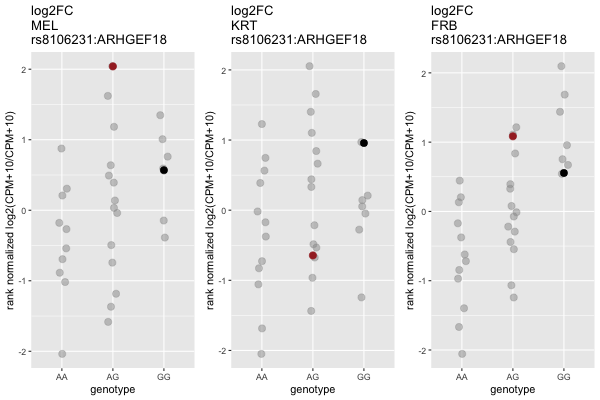 log2FC
MEL
rs8106231:ARHGEF18
rank normalized log2(CPM+10/CPM+10)
2
1
0
-1
-2
AA
AG
GG
genotype
log2FC
KRT
rs8106231:ARHGEF18
rank normalized log2(CPM+10/CPM+10)
2
1
0
-1
-2
AA
AG
GG
genotype
log2FC
FRB
rs8106231:ARHGEF18
rank normalized log2(CPM+10/CPM+10)
2
1
0
-1
-2
AA
AG
GG
genotype